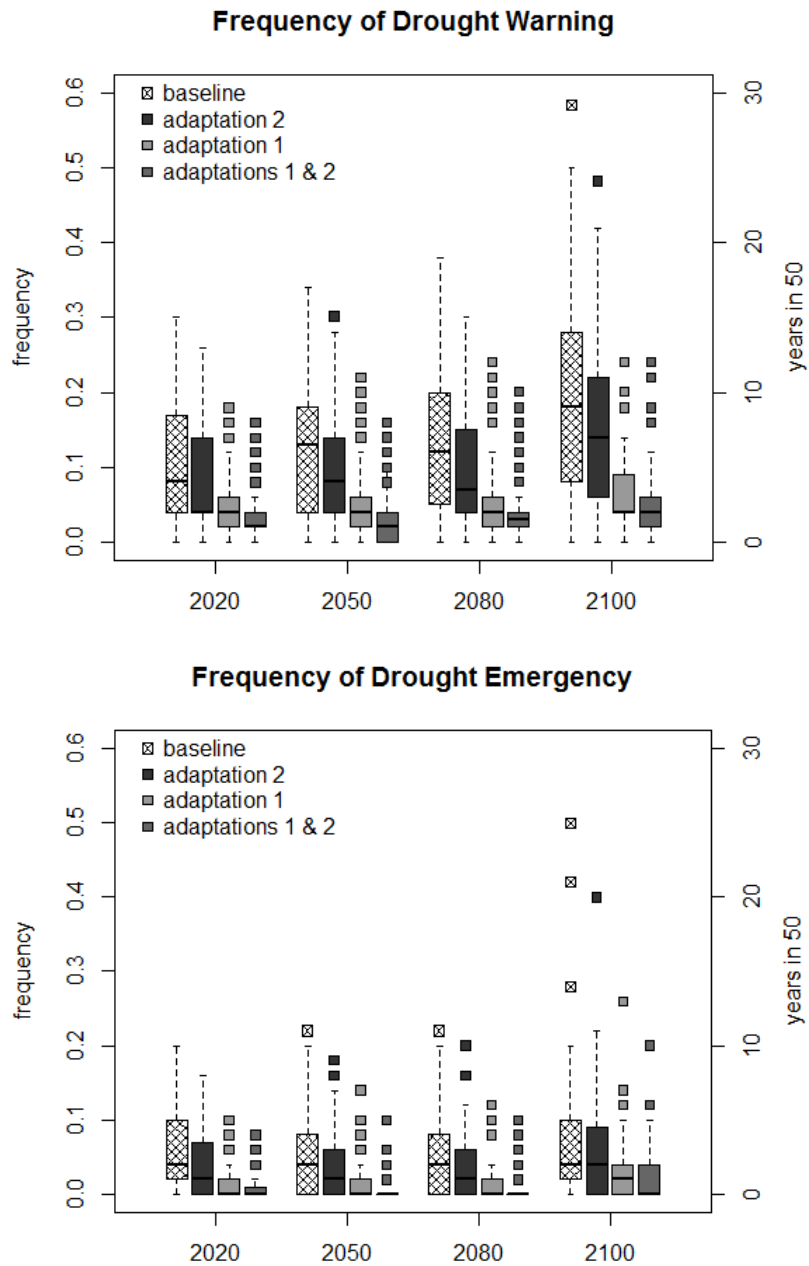 Frequency of Drought Warning
baseline
adaptation 2
adaptation 1
adaptations 1 & 2
frequency
0.0 0.1 0.2 0.3 0.4 0.5 0.6
years in 50
0 10 20 30
2020 2050 2080 2100
Frequency of Drought Emergency
baseline
adaptation 2
adaptation 1
adaptations 1 & 2
frequency
0.0 0.1 0.2 0.3 0.4 0.5 0.6
years in 50
0 10 20 30
2020 2050 2080 2100